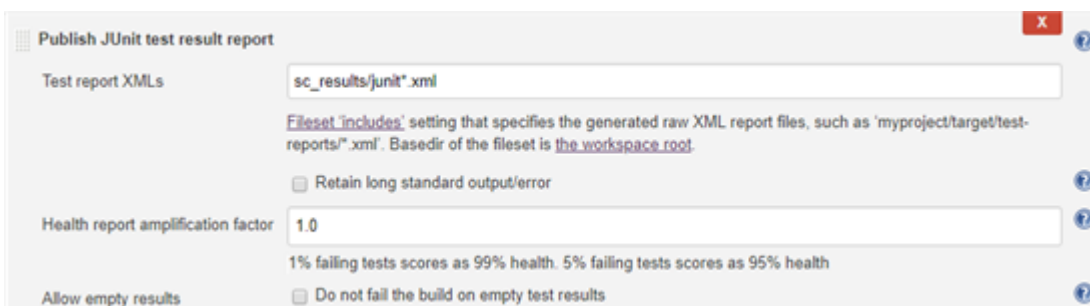 X
Publish JUnit test result report
Test report XMLs
sc_results/junit*.xml
Fileset 'includes' setting that specifies the generated raw XML report files, such as 'myproject/target/test-
reports/*.xml'. Basedir of the fileset is the workspace root.
Retain long standard output/error
Health report amplification factor
1.0
1% failing tests scores as 99% health. 5% failing tests scores as 95% health
Allow empty results
Do not fail the build on empty test results